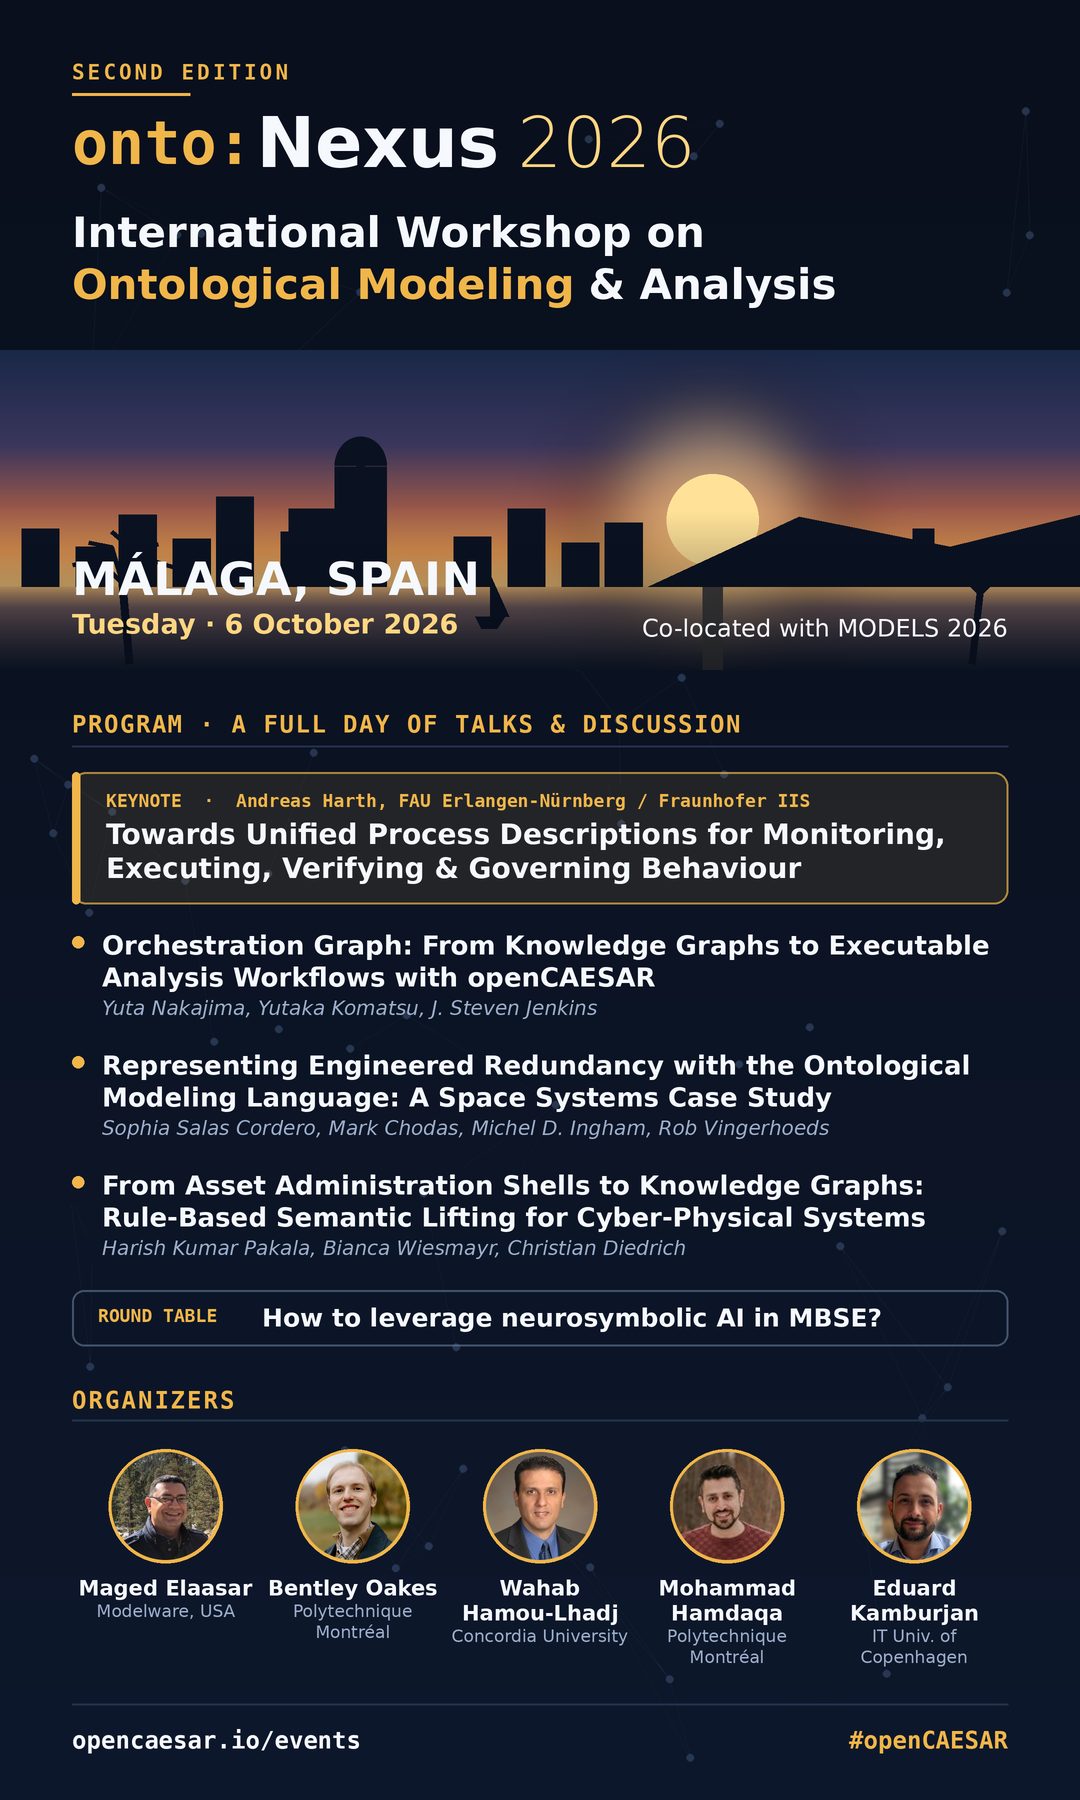 SECOND EDITION
onto:Nexus 2026
International Workshop on
Ontological Modeling & Analysis
MÁLAGA, SPAIN
Tuesday · 6 October 2026
Co-located with MODELS 2026
PROGRAM · A FULL DAY OF TALKS & DISCUSSION
KEYNOTE · Andreas Harth, FAU Erlangen-Nürnberg / Fraunhofer IIS
Towards Unified Process Descriptions for Monitoring,
Executing, Verifying & Governing Behaviour
Orchestration Graph: From Knowledge Graphs to Executable
Analysis Workflows with openCAESAR
Yuta Nakajima, Yutaka Komatsu, J. Steven Jenkins
Representing Engineered Redundancy with the Ontological
Modeling Language: A Space Systems Case Study
Sophia Salas Cordero, Mark Chodas, Michel D. Ingham, Rob Vingerhoeds
From Asset Administration Shells to Knowledge Graphs:
Rule-Based Semantic Lifting for Cyber-Physical Systems
Harish Kumar Pakala, Bianca Wiesmayr, Christian Diedrich
ROUND TABLE How to leverage neurosymbolic AI in MBSE?
ORGANIZERS
Maged Elaasar
Modelware, USA
Bentley Oakes
Polytechnique
Montréal
Wahab
Hamou-Lhadj
Concordia University
Mohammad
Hamdaqa
Polytechnique
Montréal
Eduard
Kamburjan
IT Univ. of
Copenhagen
opencaesar.io/events
#openCAESAR